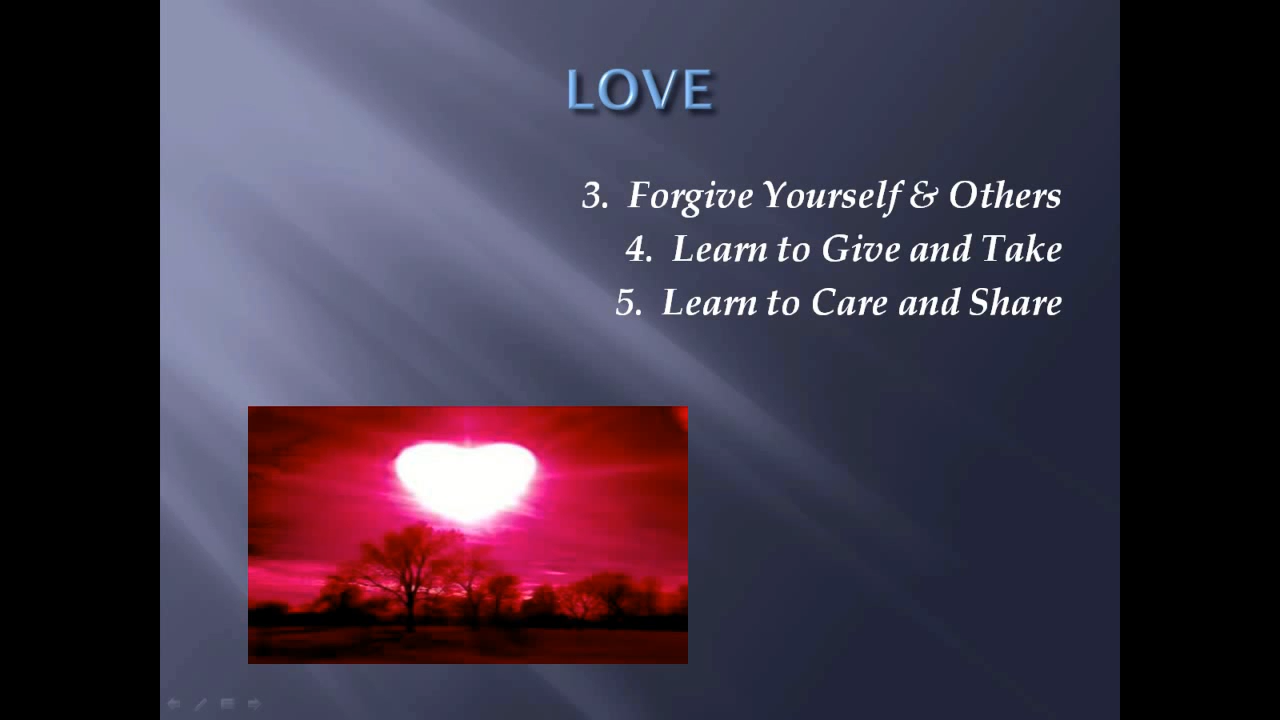 LOVE
3. Forgive Yourself & Others
4. Learn to Give and Take
5. Learn to Care and Share